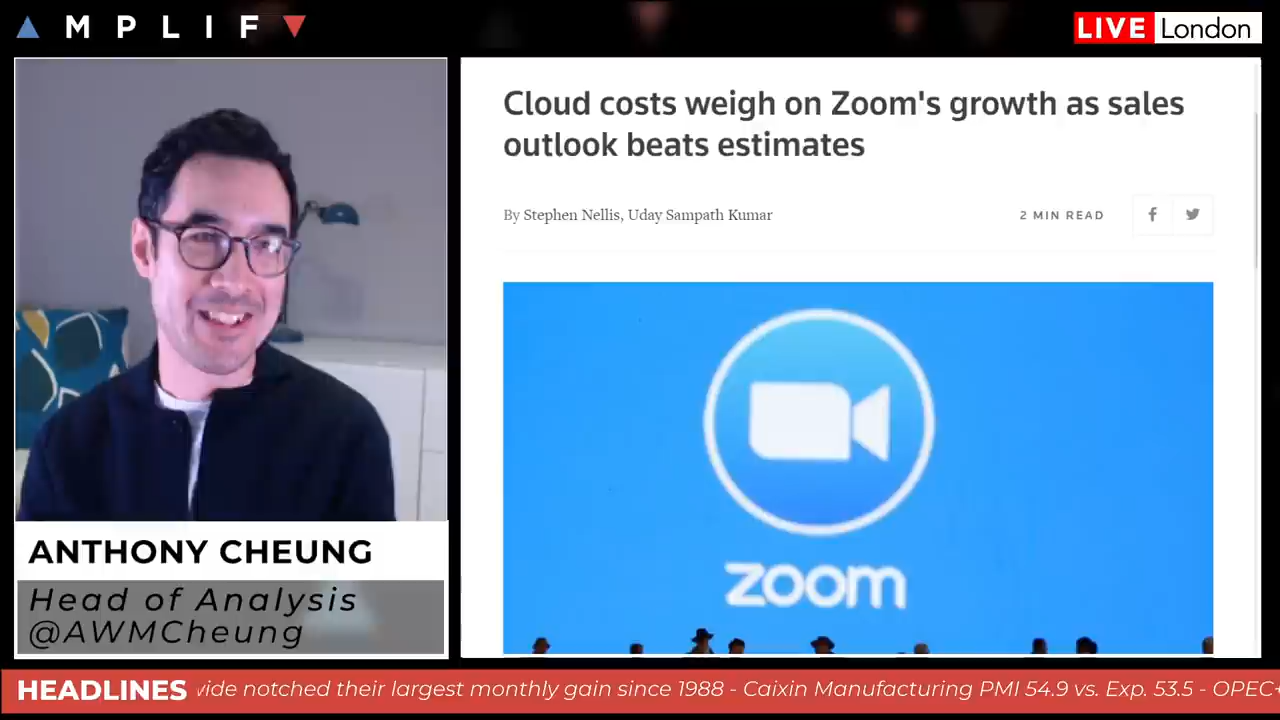 AMPLIFY
LIVE London
Cloud costs weigh on Zoom's growth as sales
outlook beats estimates
By Stephen Nellis, Uday Sampath Kumar
2 MIN READ
zoom
ANTHONY CHEUNG
Head of Analysis
@AWMCheung
HEADLINES
notched their largest monthly gain since 1988 - Caixin Manufacturing PMI 54.9 vs. Exp. 53.5 - OPEC+